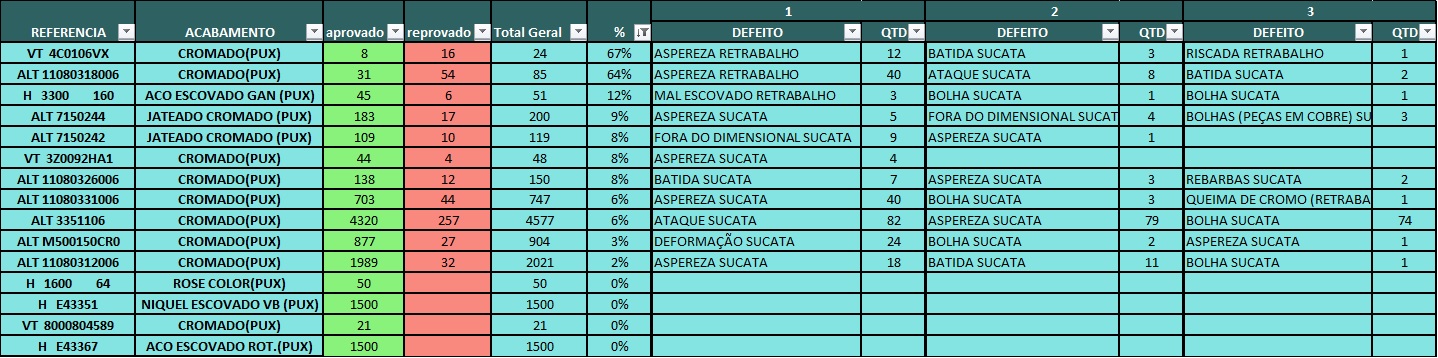 1 2 3
REFERENCIA ACABAMENTO aprovado reprovado Total Geral % DEFEITO QTD DEFEITO QTD DEFEITO QTD
VT 4C0106VX CROMADO(PUX) 8 16 24 67% ASPEREZA RETRABALHO 12 BATIDA SUCATA 3 RISCADA RETRABALHO 1
ALT 11080318006 CROMADO(PUX) 31 54 85 64% ASPEREZA RETRABALHO 40 ATAQUE SUCATA 8 BATIDA SUCATA 2
H 3300 160 ACO ESCOVADO GAN (PUX) 45 6 51 12% MAL ESCOVADO RETRABALHO 3 BOLHA SUCATA 1 BOLHA SUCATA 1
ALT 7150244 JATEADO CROMADO (PUX) 183 17 200 9% ASPEREZA SUCATA 5 FORA DO DIMENSIONAL SUCAT 4 BOLHAS (PEÇAS EM COBRE) SU 3
ALT 7150242 JATEADO CROMADO (PUX) 109 10 119 8% FORA DO DIMENSIONAL SUCATA 9 ASPEREZA SUCATA 1
VT 3Z0092HA1 CROMADO(PUX) 44 4 48 8% ASPEREZA SUCATA 4
ALT 11080326006 CROMADO(PUX) 138 12 150 8% BATIDA SUCATA 7 ASPEREZA SUCATA 3 REBARBAS SUCATA 2
ALT 11080331006 CROMADO(PUX) 703 44 747 6% ASPEREZA SUCATA 40 BOLHA SUCATA 3 QUEIMA DE CROMO (RETRABA 1
ALT 3351106 CROMADO(PUX) 4320 257 4577 6% ATAQUE SUCATA 82 ASPEREZA SUCATA 79 BOLHA SUCATA 74
ALT M500150CR0 CROMADO(PUX) 877 27 904 3% DEFORMAÇÃO SUCATA 24 BOLHA SUCATA 2 ASPEREZA SUCATA 1
ALT 11080312006 CROMADO(PUX) 1989 32 2021 2% ASPEREZA SUCATA 18 BATIDA SUCATA 11 BOLHA SUCATA 1
H 1600 64 ROSE COLOR(PUX) 50 50 0%
H E43351 NIQUEL ESCOVADO VB (PUX) 1500 1500 0%
VT 8000804589 CROMADO(PUX) 21 21 0%
H E43367 ACO ESCOVADO ROT.(PUX) 1500 1500 0%